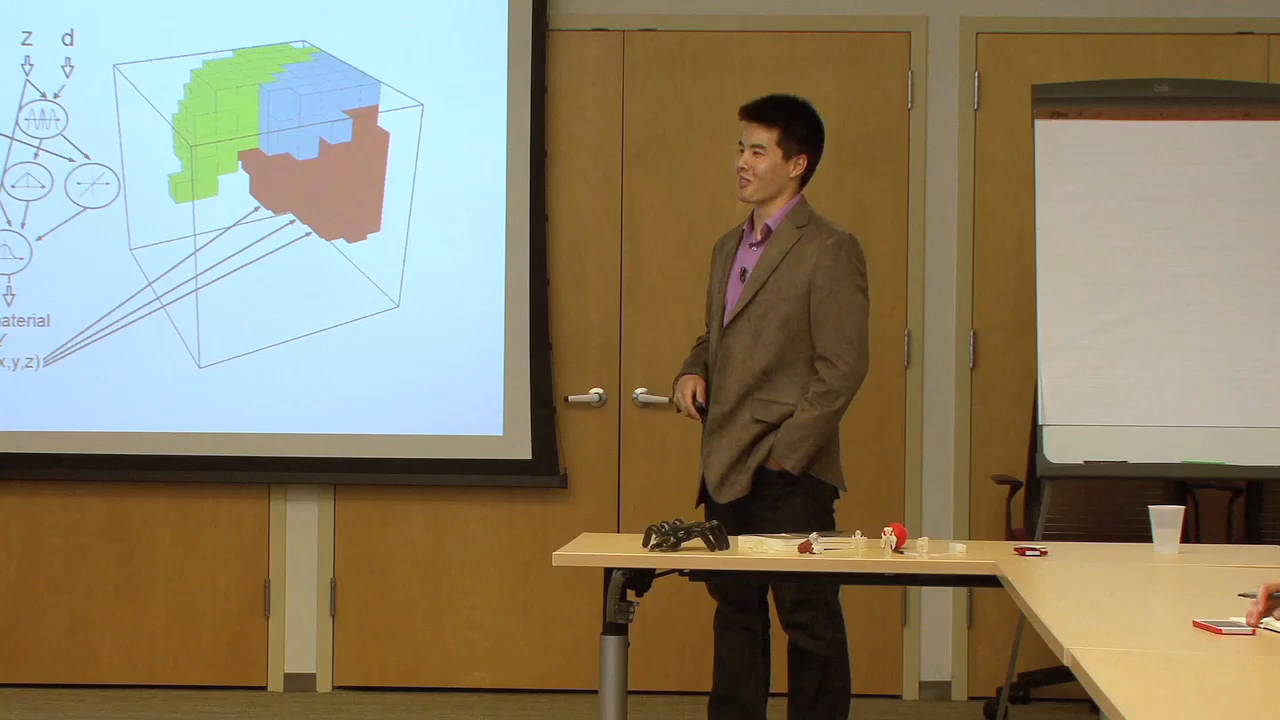 z d
aterial
x,y,z)